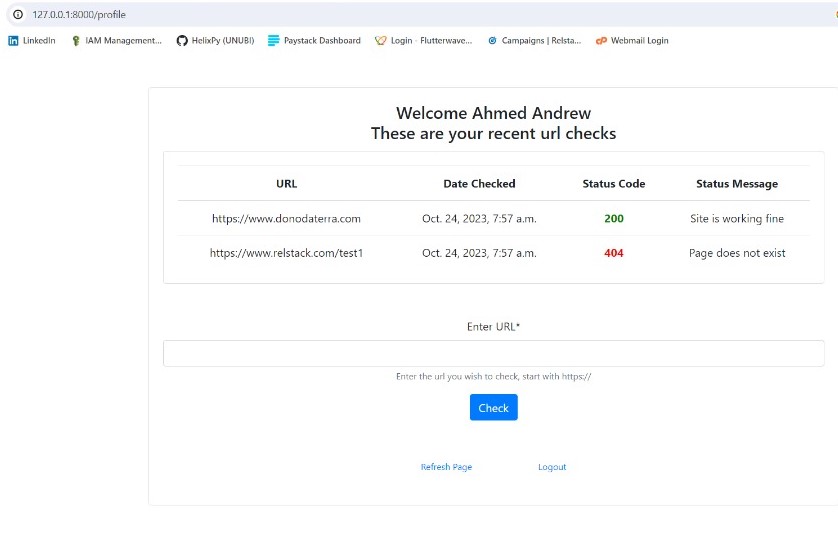 127.0.0.1:8000/profile
LinkedIn IAM Management... HelixPy (UNUBI) Paystack Dashboard Login - Flutterwave... Campaigns | Relsta... Webmail Login
Welcome Ahmed Andrew
These are your recent url checks
URL Date Checked Status Code Status Message
https://www.donodaterra.com Oct. 24, 2023, 7:57 a.m. 200 Site is working fine
https://www.relstack.com/test1 Oct. 24, 2023, 7:57 a.m. 404 Page does not exist
Enter URL*
Enter the url you wish to check, start with https://
Check
Refresh Page Logout